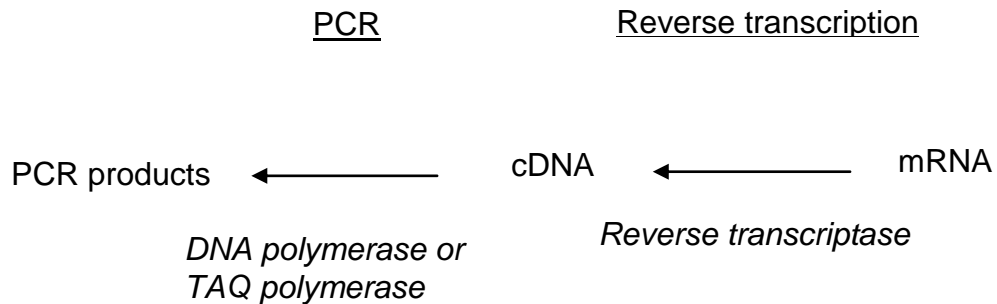 PCR
Reverse transcription
PCR products
cDNA
mRNA
DNA polymerase or
TAQ polymerase
Reverse transcriptase